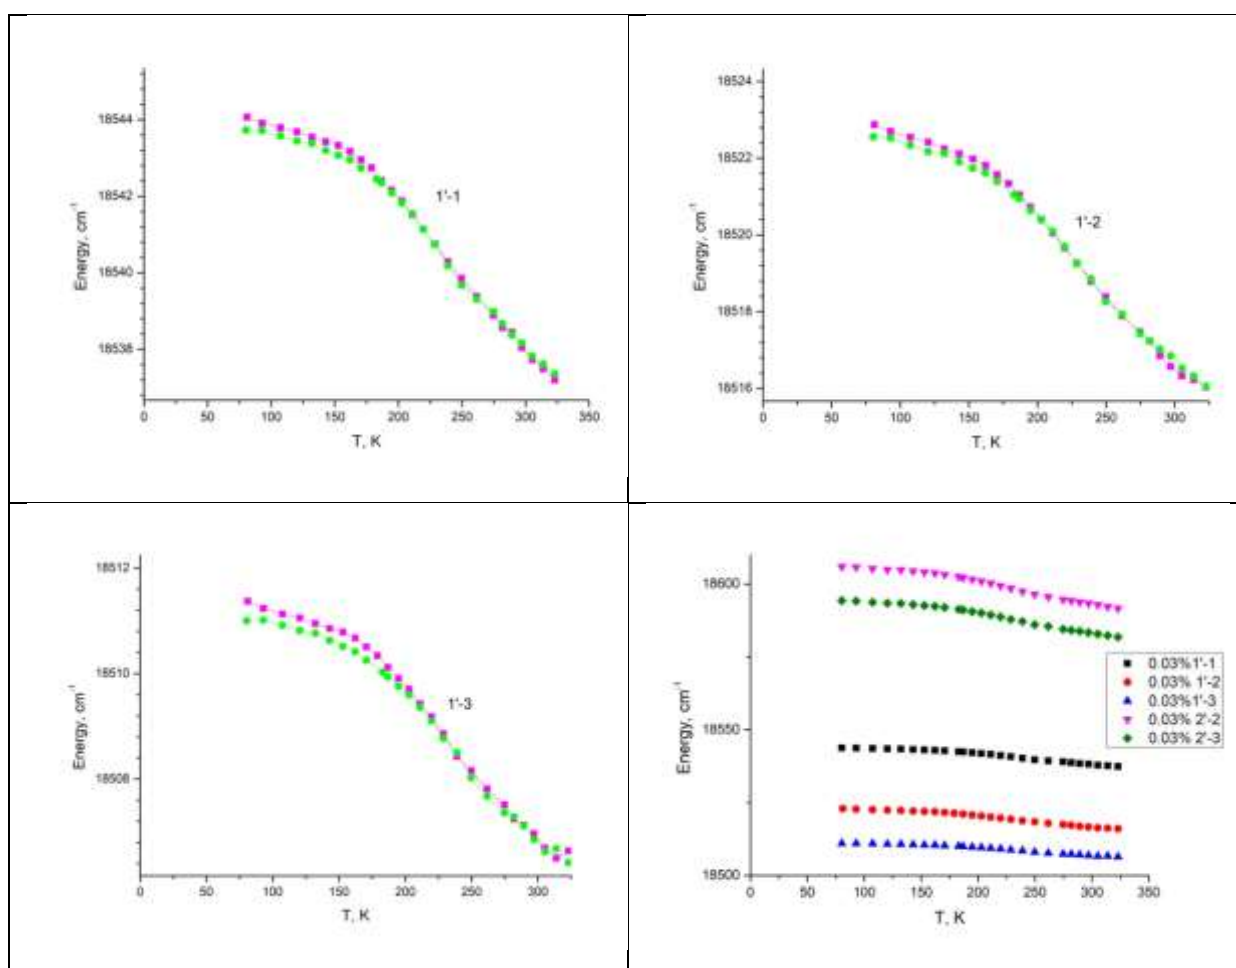 18544
18542
18540
18538
Energy, cm⁻¹
1'-1
0 50 100 150 200 250 300 350
T, K
18524
18522
18520
18518
18516
Energy, cm⁻¹
1'-2
0 50 100 150 200 250 300
T, K
18512
18510
18508
Energy, cm⁻¹
1'-3
0 50 100 150 200 250 300
T, K
18600
18550
18500
Energy, cm⁻¹
0.03%1'-1
0.03% 1'-2
0.03%1'-3
0.03% 2'-2
0.03% 2'-3
0 50 100 150 200 250 300 350
T, K